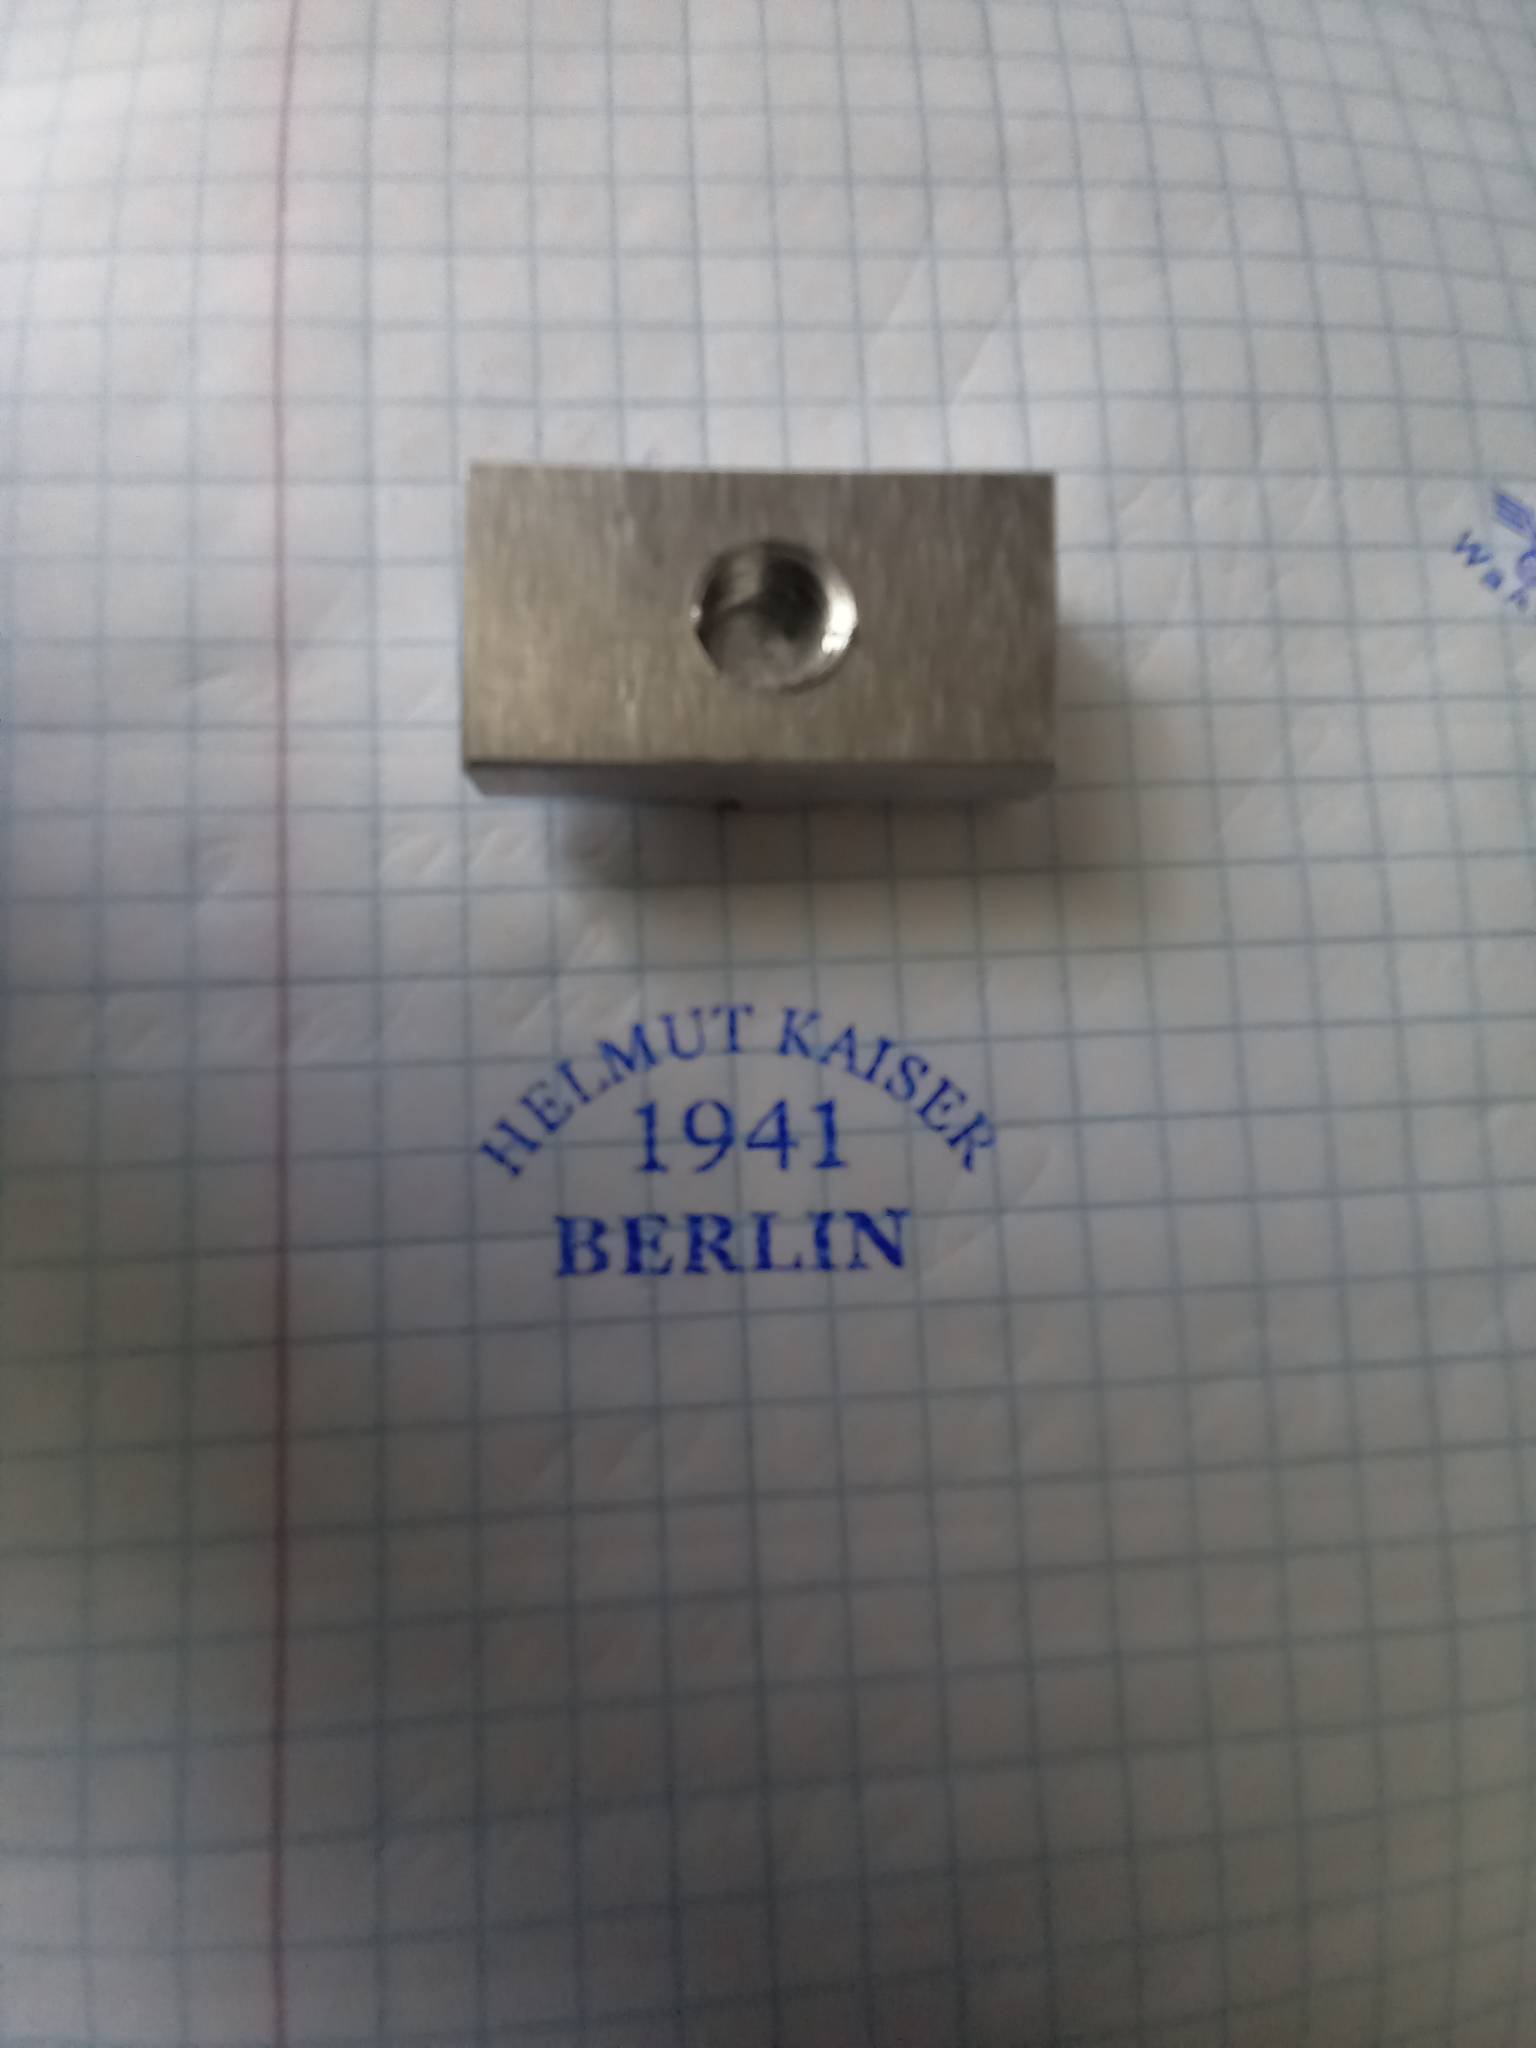 HELMUT KAISER
1941
BERLIN